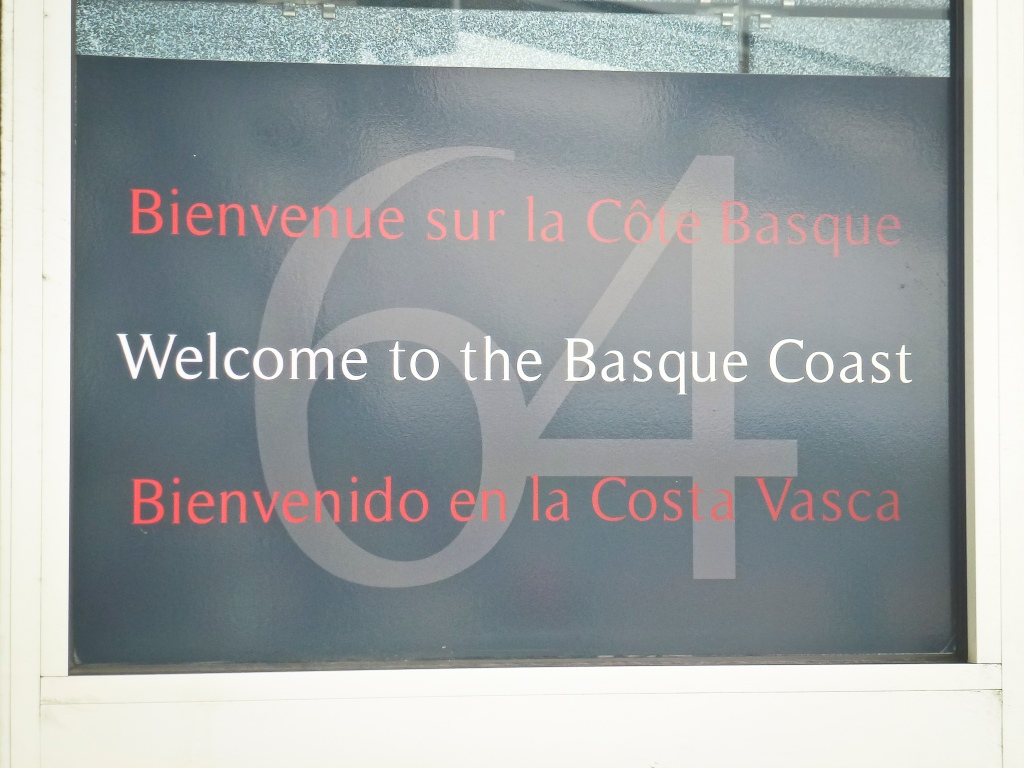 64
Bienvenue sur la Côte Basque
Welcome to the Basque Coast
Bienvenido en la Costa Vasca